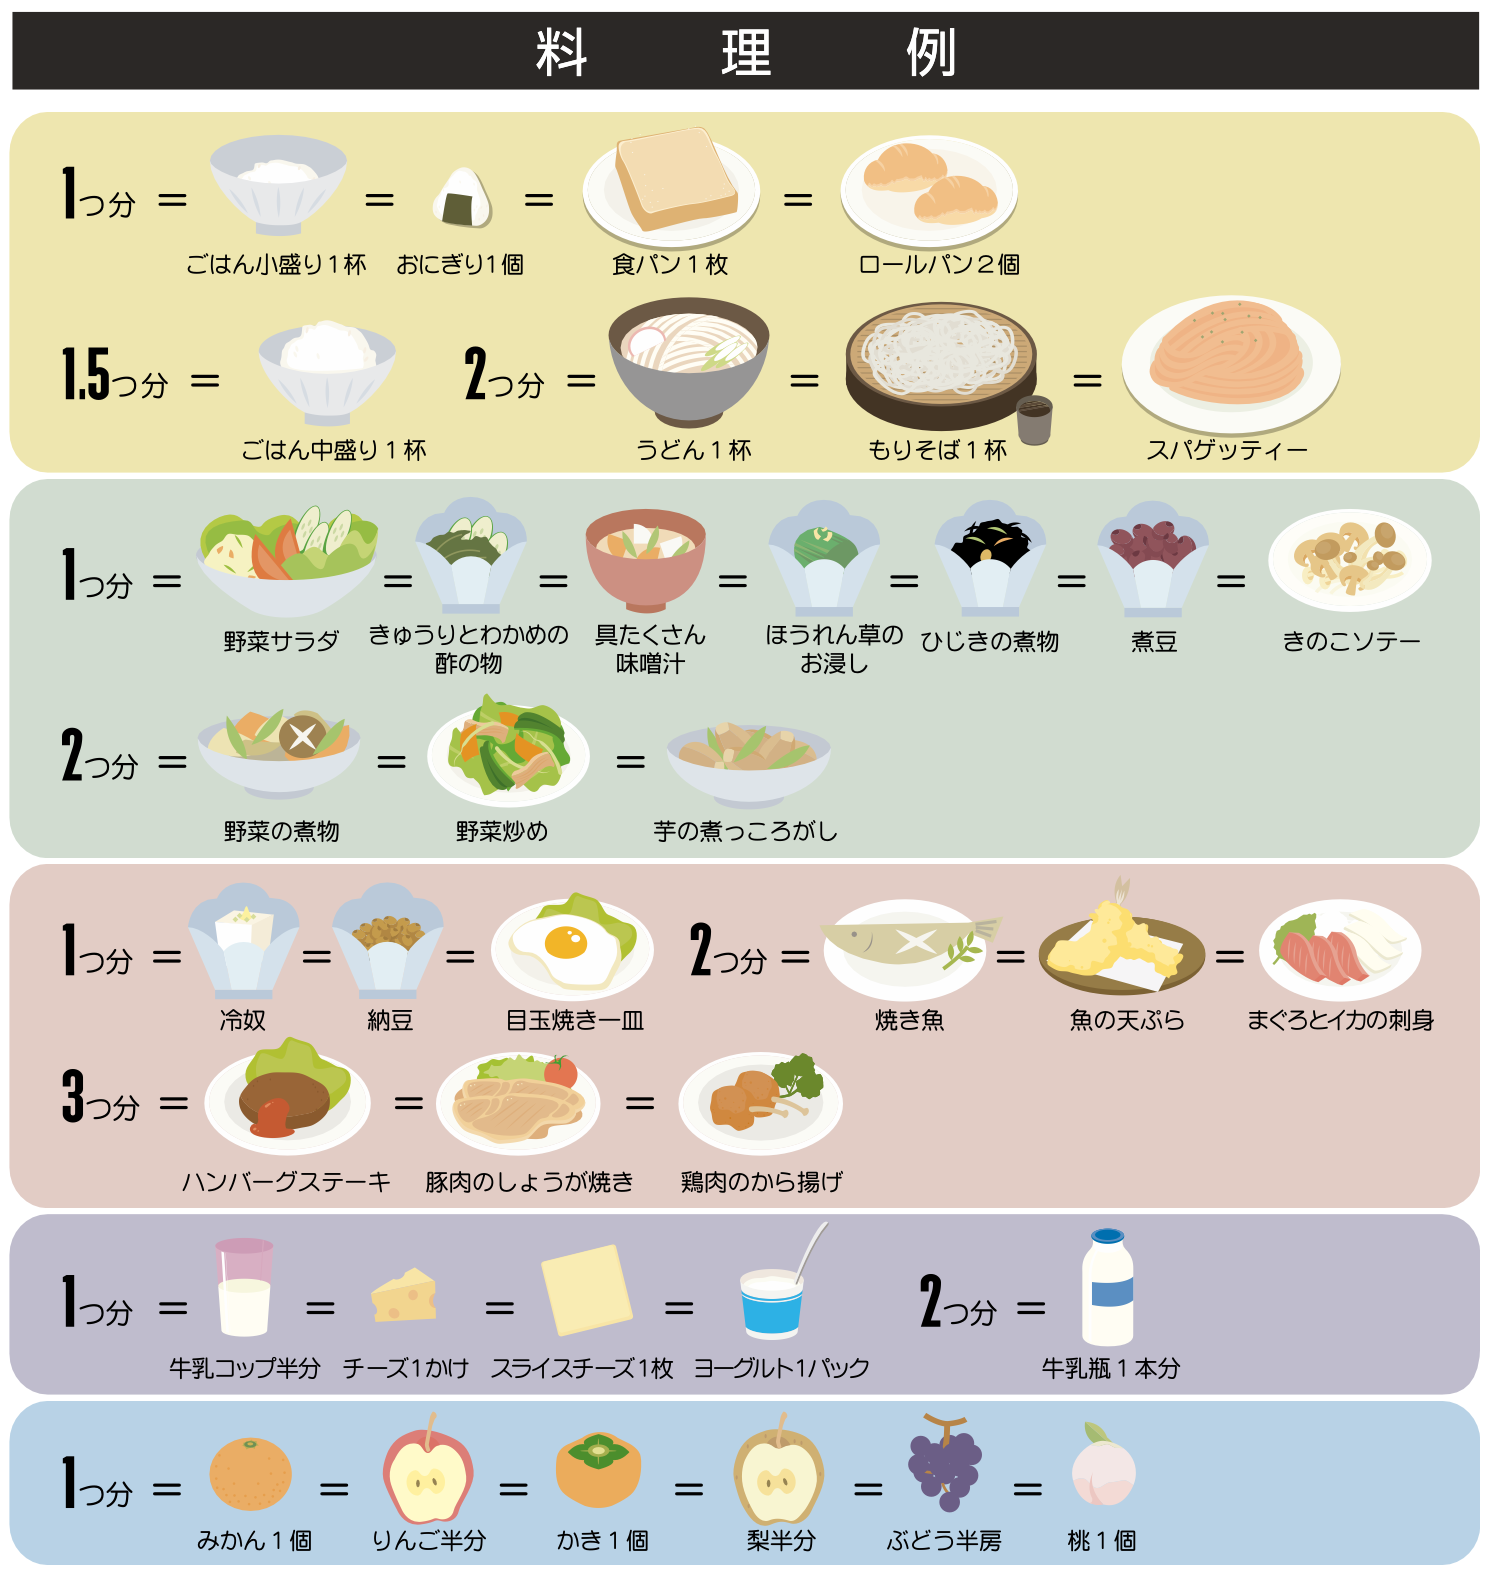 料理例
1つ分 = = = =
ごはん小盛り1杯 おにぎり1個 食パン1枚 ロールパン2個
1.5つ分 = 2つ分 = = =
ごはん中盛り1杯 うどん1杯 もりそば1杯 スパゲッティー
1つ分 = = = = = = =
野菜サラダ きゅうりとわかめの酢の物 具たくさん味噌汁 ほうれん草のお浸し ひじきの煮物 煮豆 きのこソテー
2つ分 = = =
野菜の煮物 野菜炒め 芋の煮っころがし
1つ分 = = = 2つ分 = = =
冷奴 納豆 目玉焼き一皿 焼き魚 魚の天ぷら まぐろとイカの刺身
3つ分 = = =
ハンバーグステーキ 豚肉のしょうが焼き 鶏肉のから揚げ
1つ分 = = = = 2つ分 =
牛乳コップ半分 チーズ1かけ スライスチーズ1枚 ヨーグルト1パック 牛乳瓶1本分
1つ分 = = = = = =
みかん1個 りんご半分 かき1個 梨半分 ぶどう半房 桃1個